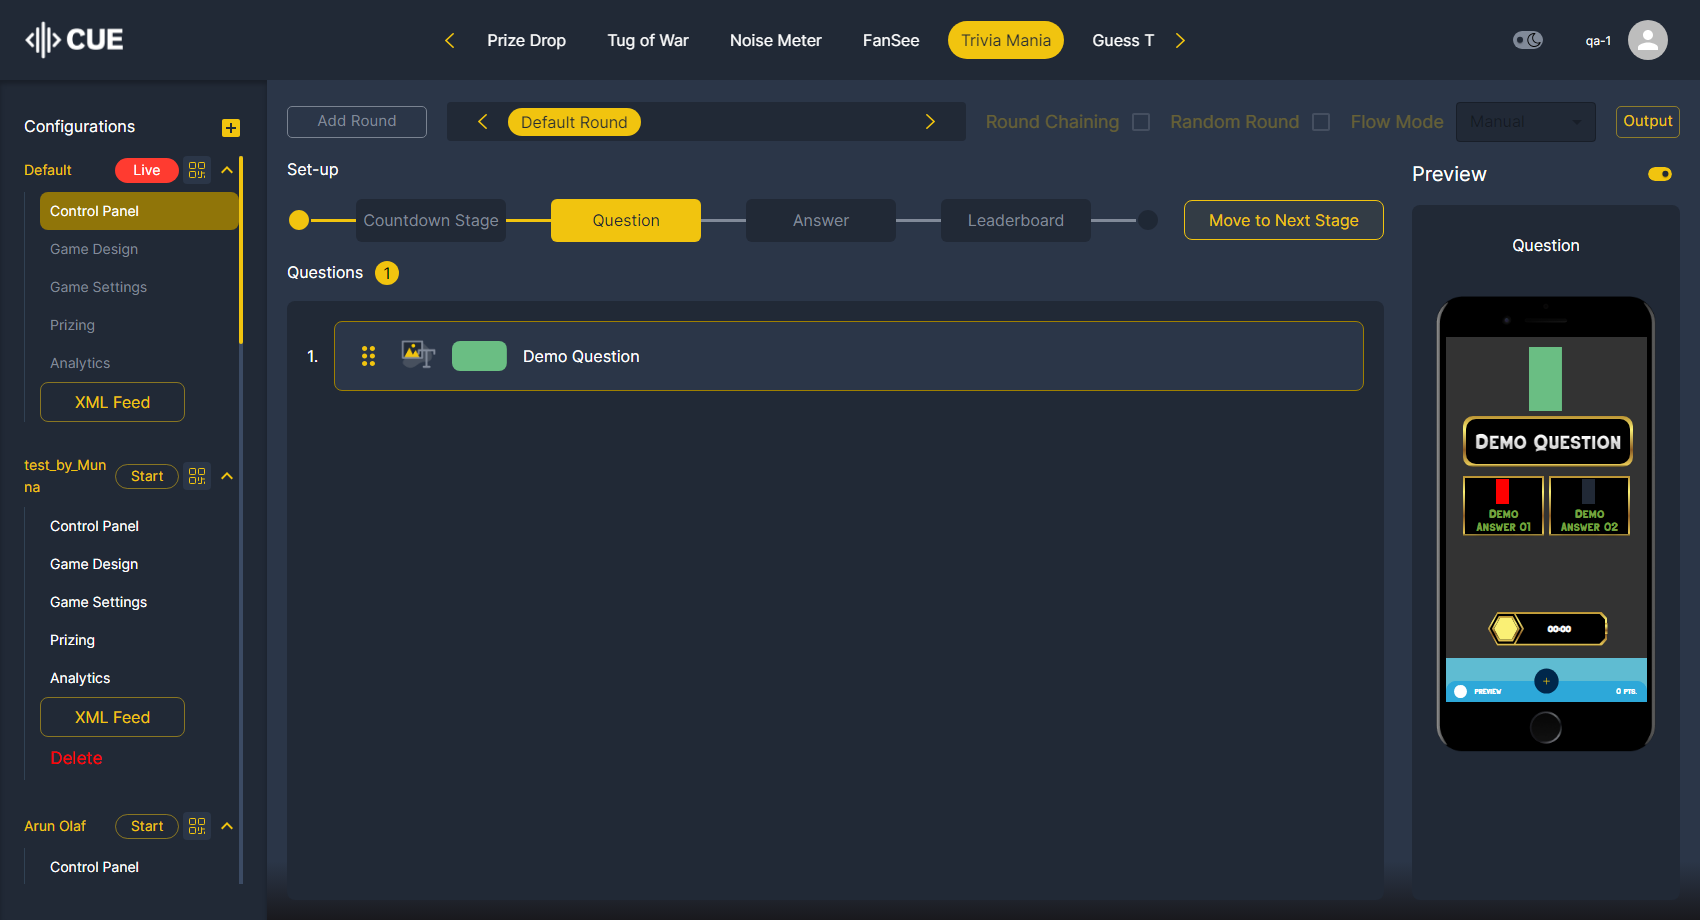 CUE
Prize Drop
Tug of War
Noise Meter
FanSee
Trivia Mania
Guess T
qa-1
Configurations
Default
Live
Control Panel
Game Design
Game Settings
Prizing
Analytics
XML Feed
test_by_Mun
na
Start
Control Panel
Game Design
Game Settings
Prizing
Analytics
XML Feed
Delete
Arun Olaf
Start
Control Panel
Add Round
Default Round
Round Chaining
Random Round
Flow Mode
Manual
Output
Set-up
Countdown Stage
Question
Answer
Leaderboard
Move to Next Stage
Questions 1
1.
Demo Question
Preview
Question
DEMO QUESTION
DEMO
ANSWER 01
DEMO
ANSWER 02
00:00
PREVIEW
0 PTS.